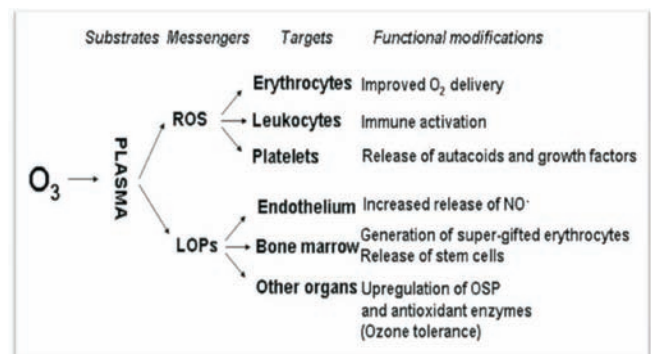 Substrates Messengers Targets Functional modifications
Erythrocytes Improved O₂ delivery
ROS Leukocytes Immune activation
Platelets Release of autacoids and growth factors
O₃ PLASMA
Endothelium Increased release of NO·
LOPs Bone marrow Generation of super-gifted erythrocytes
Release of stem cells
Other organs Upregulation of OSP
and antioxidant enzymes
(Ozone tolerance)